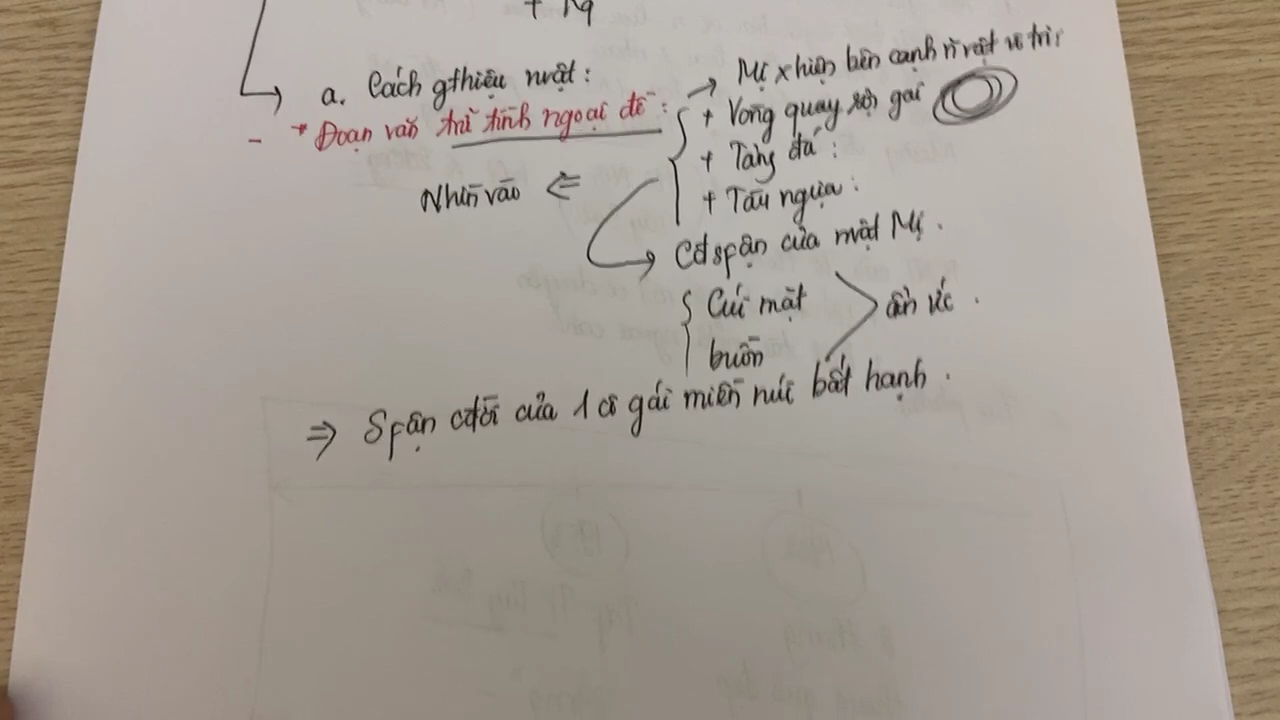 a. Cách gthiệu nvật:
- * Đoạn văn trữ tình ngoại đề:
→ Mị xhiện bên cạnh n~ vật vô tri:
+ Vòng quay sợi gai
+ Tảng đá:
+ Tàu ngựa:
Nhìn vào ⇐
→ Cđ sphận của nvật Mị.
Cúi mặt
buồn
ẩn ức.
⇒ Sphận cđời của 1 cô gái miền núi bất hạnh.